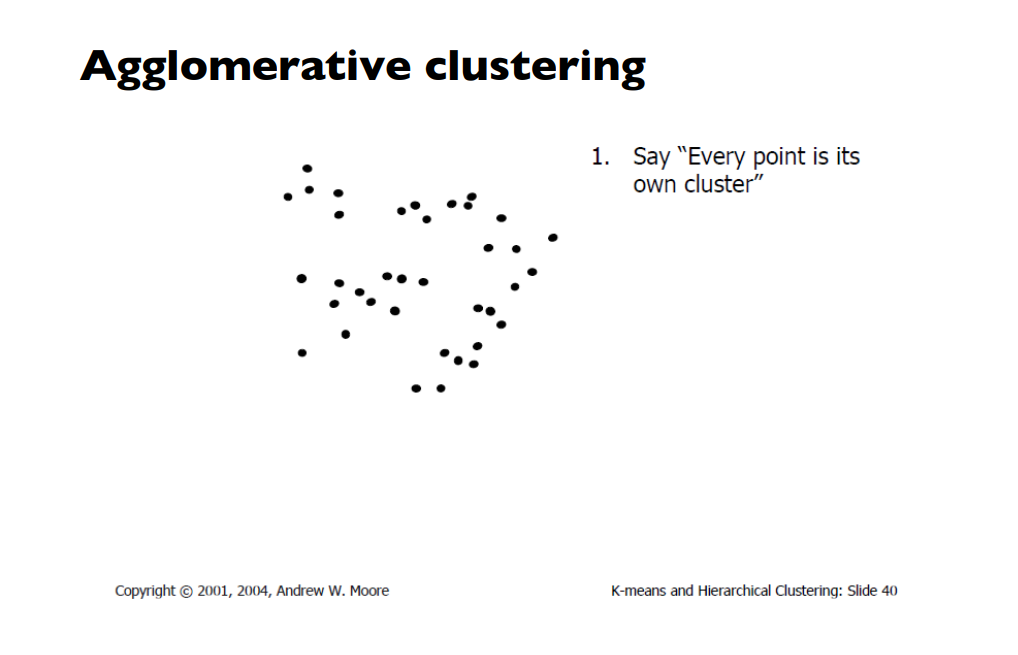 Agglomerative clustering
1. Say “Every point is its
own cluster”
Copyright © 2001, 2004, Andrew W. Moore
K-means and Hierarchical Clustering: Slide 40